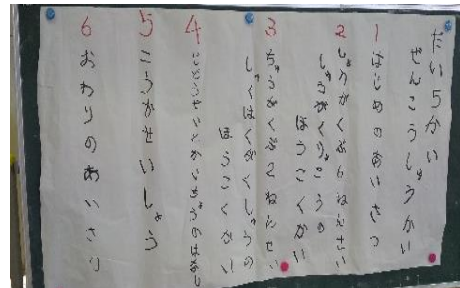 だい5かい
ぜんこうしゅうかい
1 はじめのあいさつ
2 しょうがくぶ6ねんせい
しゅうがくりょこうの
ほうこくかい
3 ちゅうがくぶ2ねんせい
しゅくはくがくしゅうの
ほうこくかい
4
5 こうかせいしょう
6 おわりのあいさつ